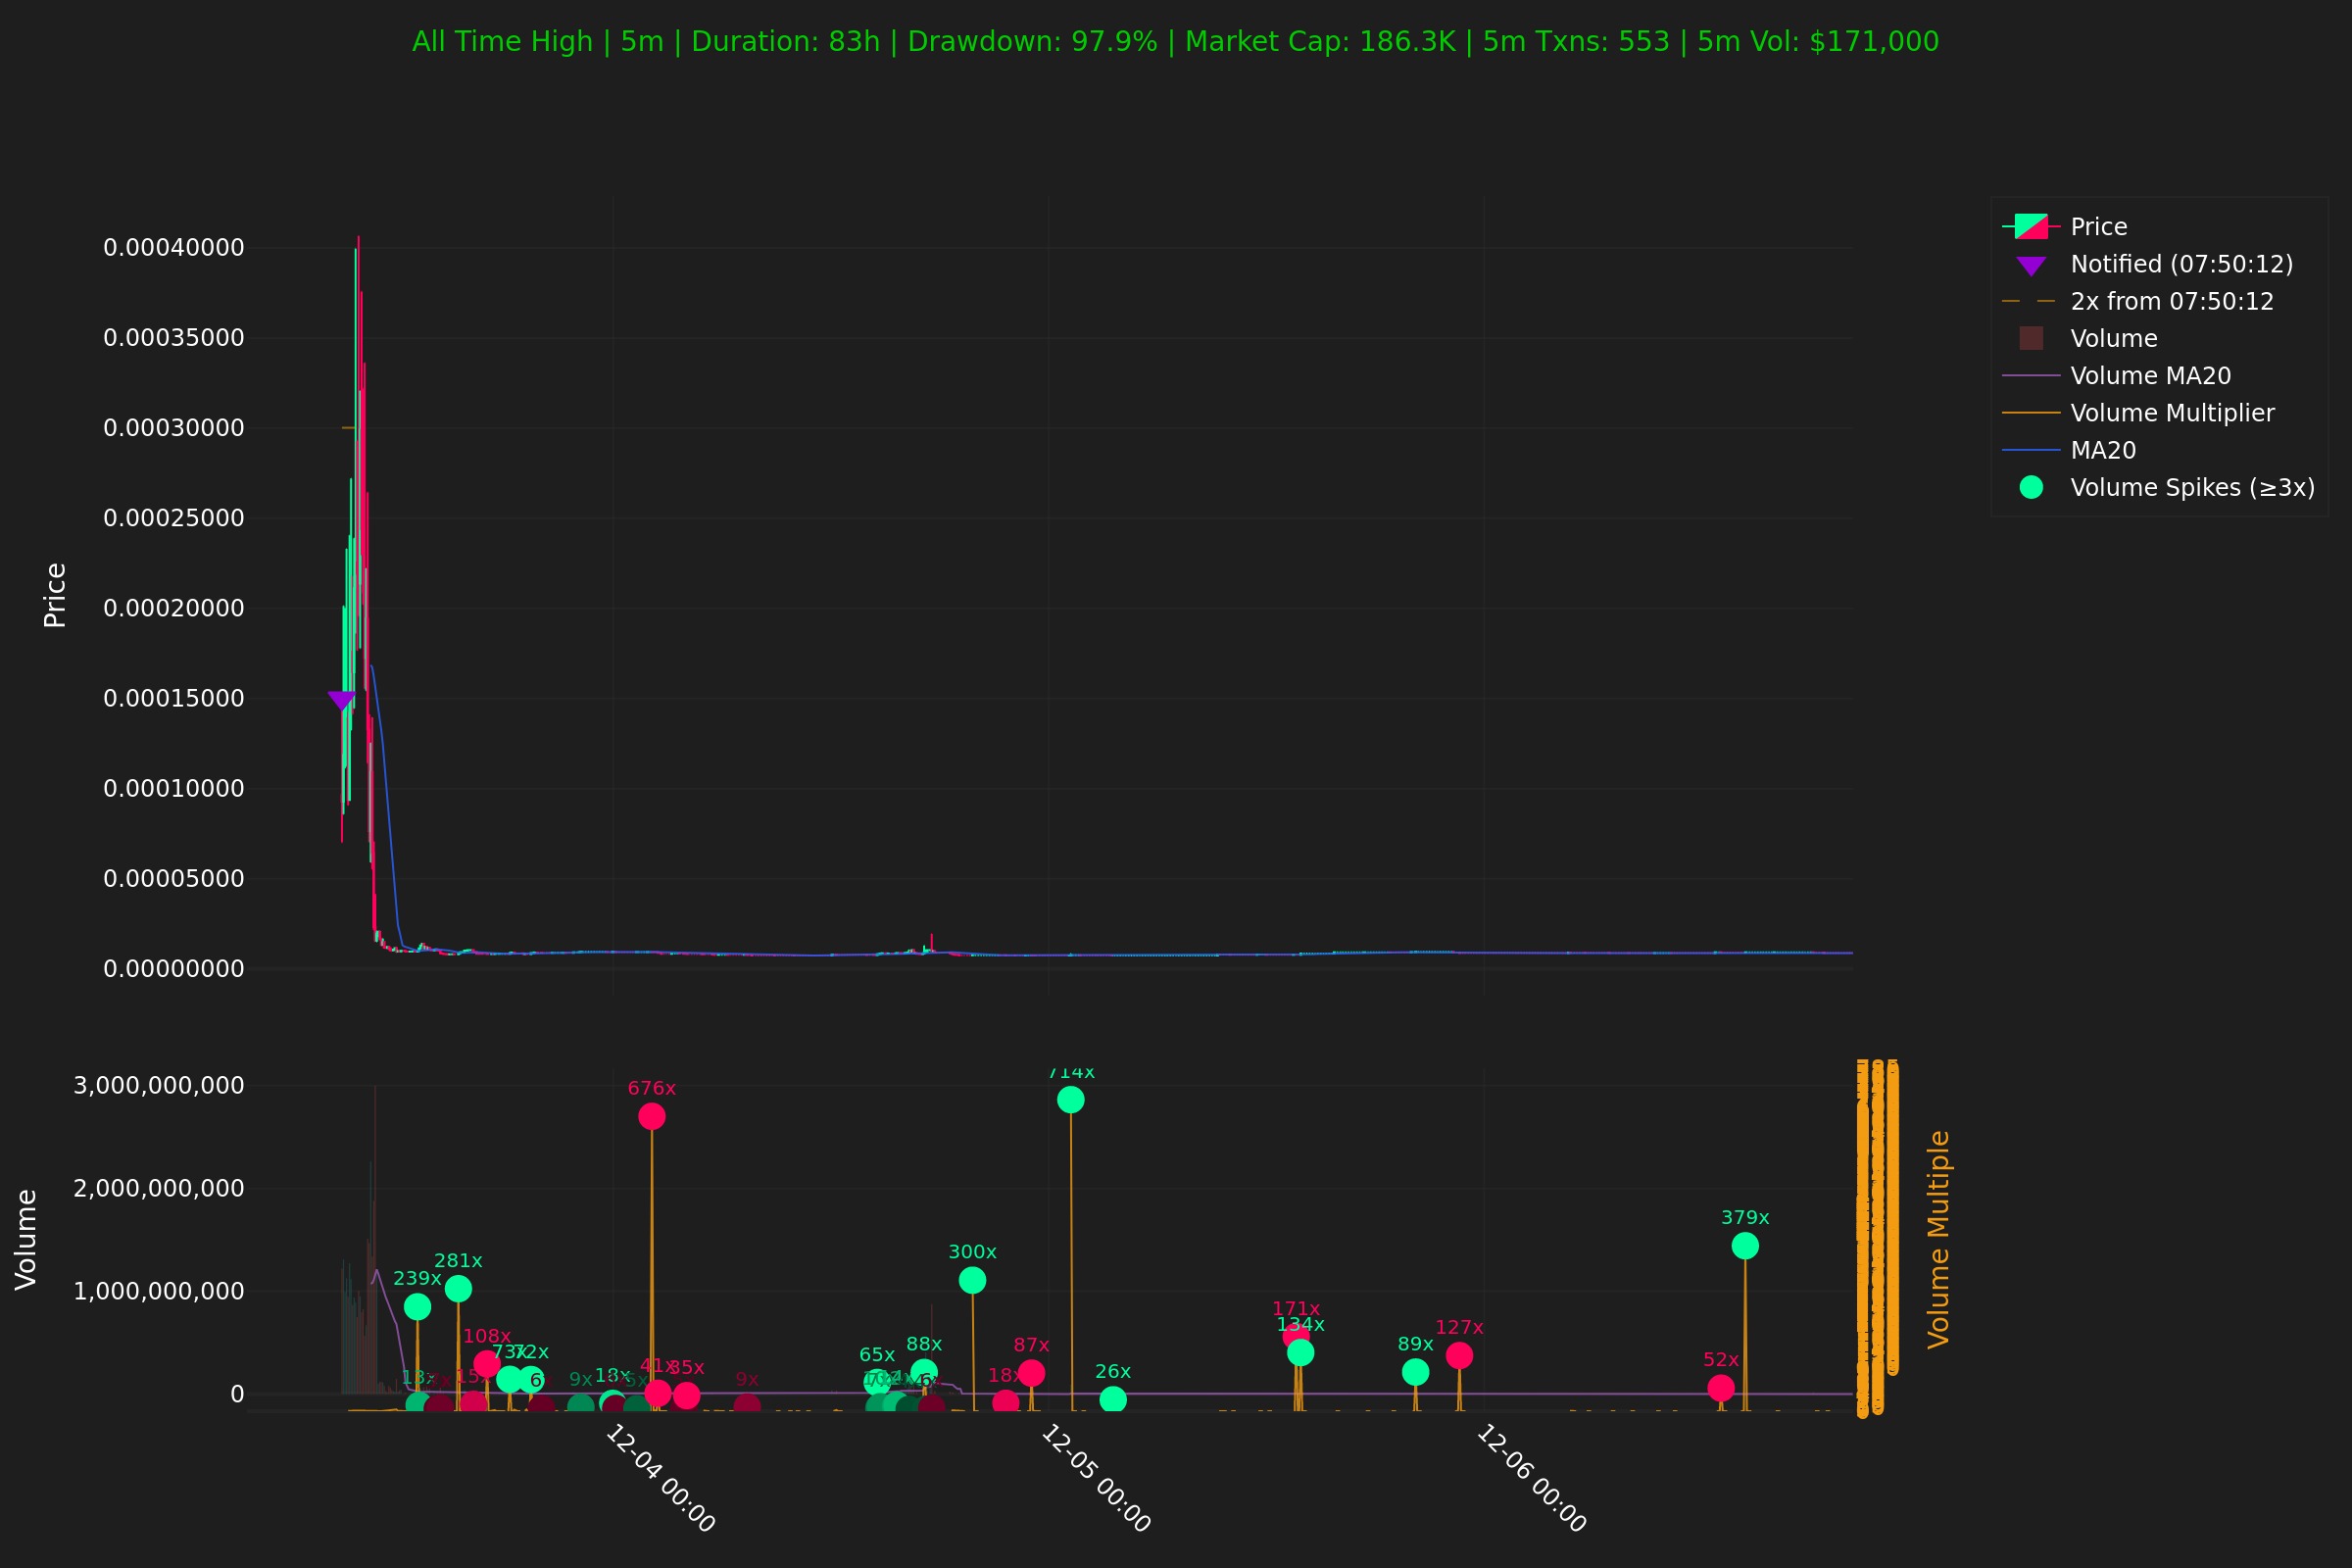 All Time High | 5m | Duration: 83h | Drawdown: 97.9% | Market Cap: 186.3K | 5m Txns: 553 | 5m Vol: $171,000
Price
0.00040000
0.00035000
0.00030000
0.00025000
0.00020000
0.00015000
0.00010000
0.00005000
0.00000000
Price
Notified (07:50:12)
2x from 07:50:12
Volume
Volume MA20
Volume Multiplier
MA20
Volume Spikes (≥3x)
Volume
3,000,000,000
2,000,000,000
1,000,000,000
0
239x
281x
108x
73x
72x
9x
18x
676x
41x
35x
9x
65x
88x
300x
18x
87x
714x
26x
171x
134x
89x
127x
52x
379x
Volume Multiple
12-04 00:00
12-05 00:00
12-06 00:00